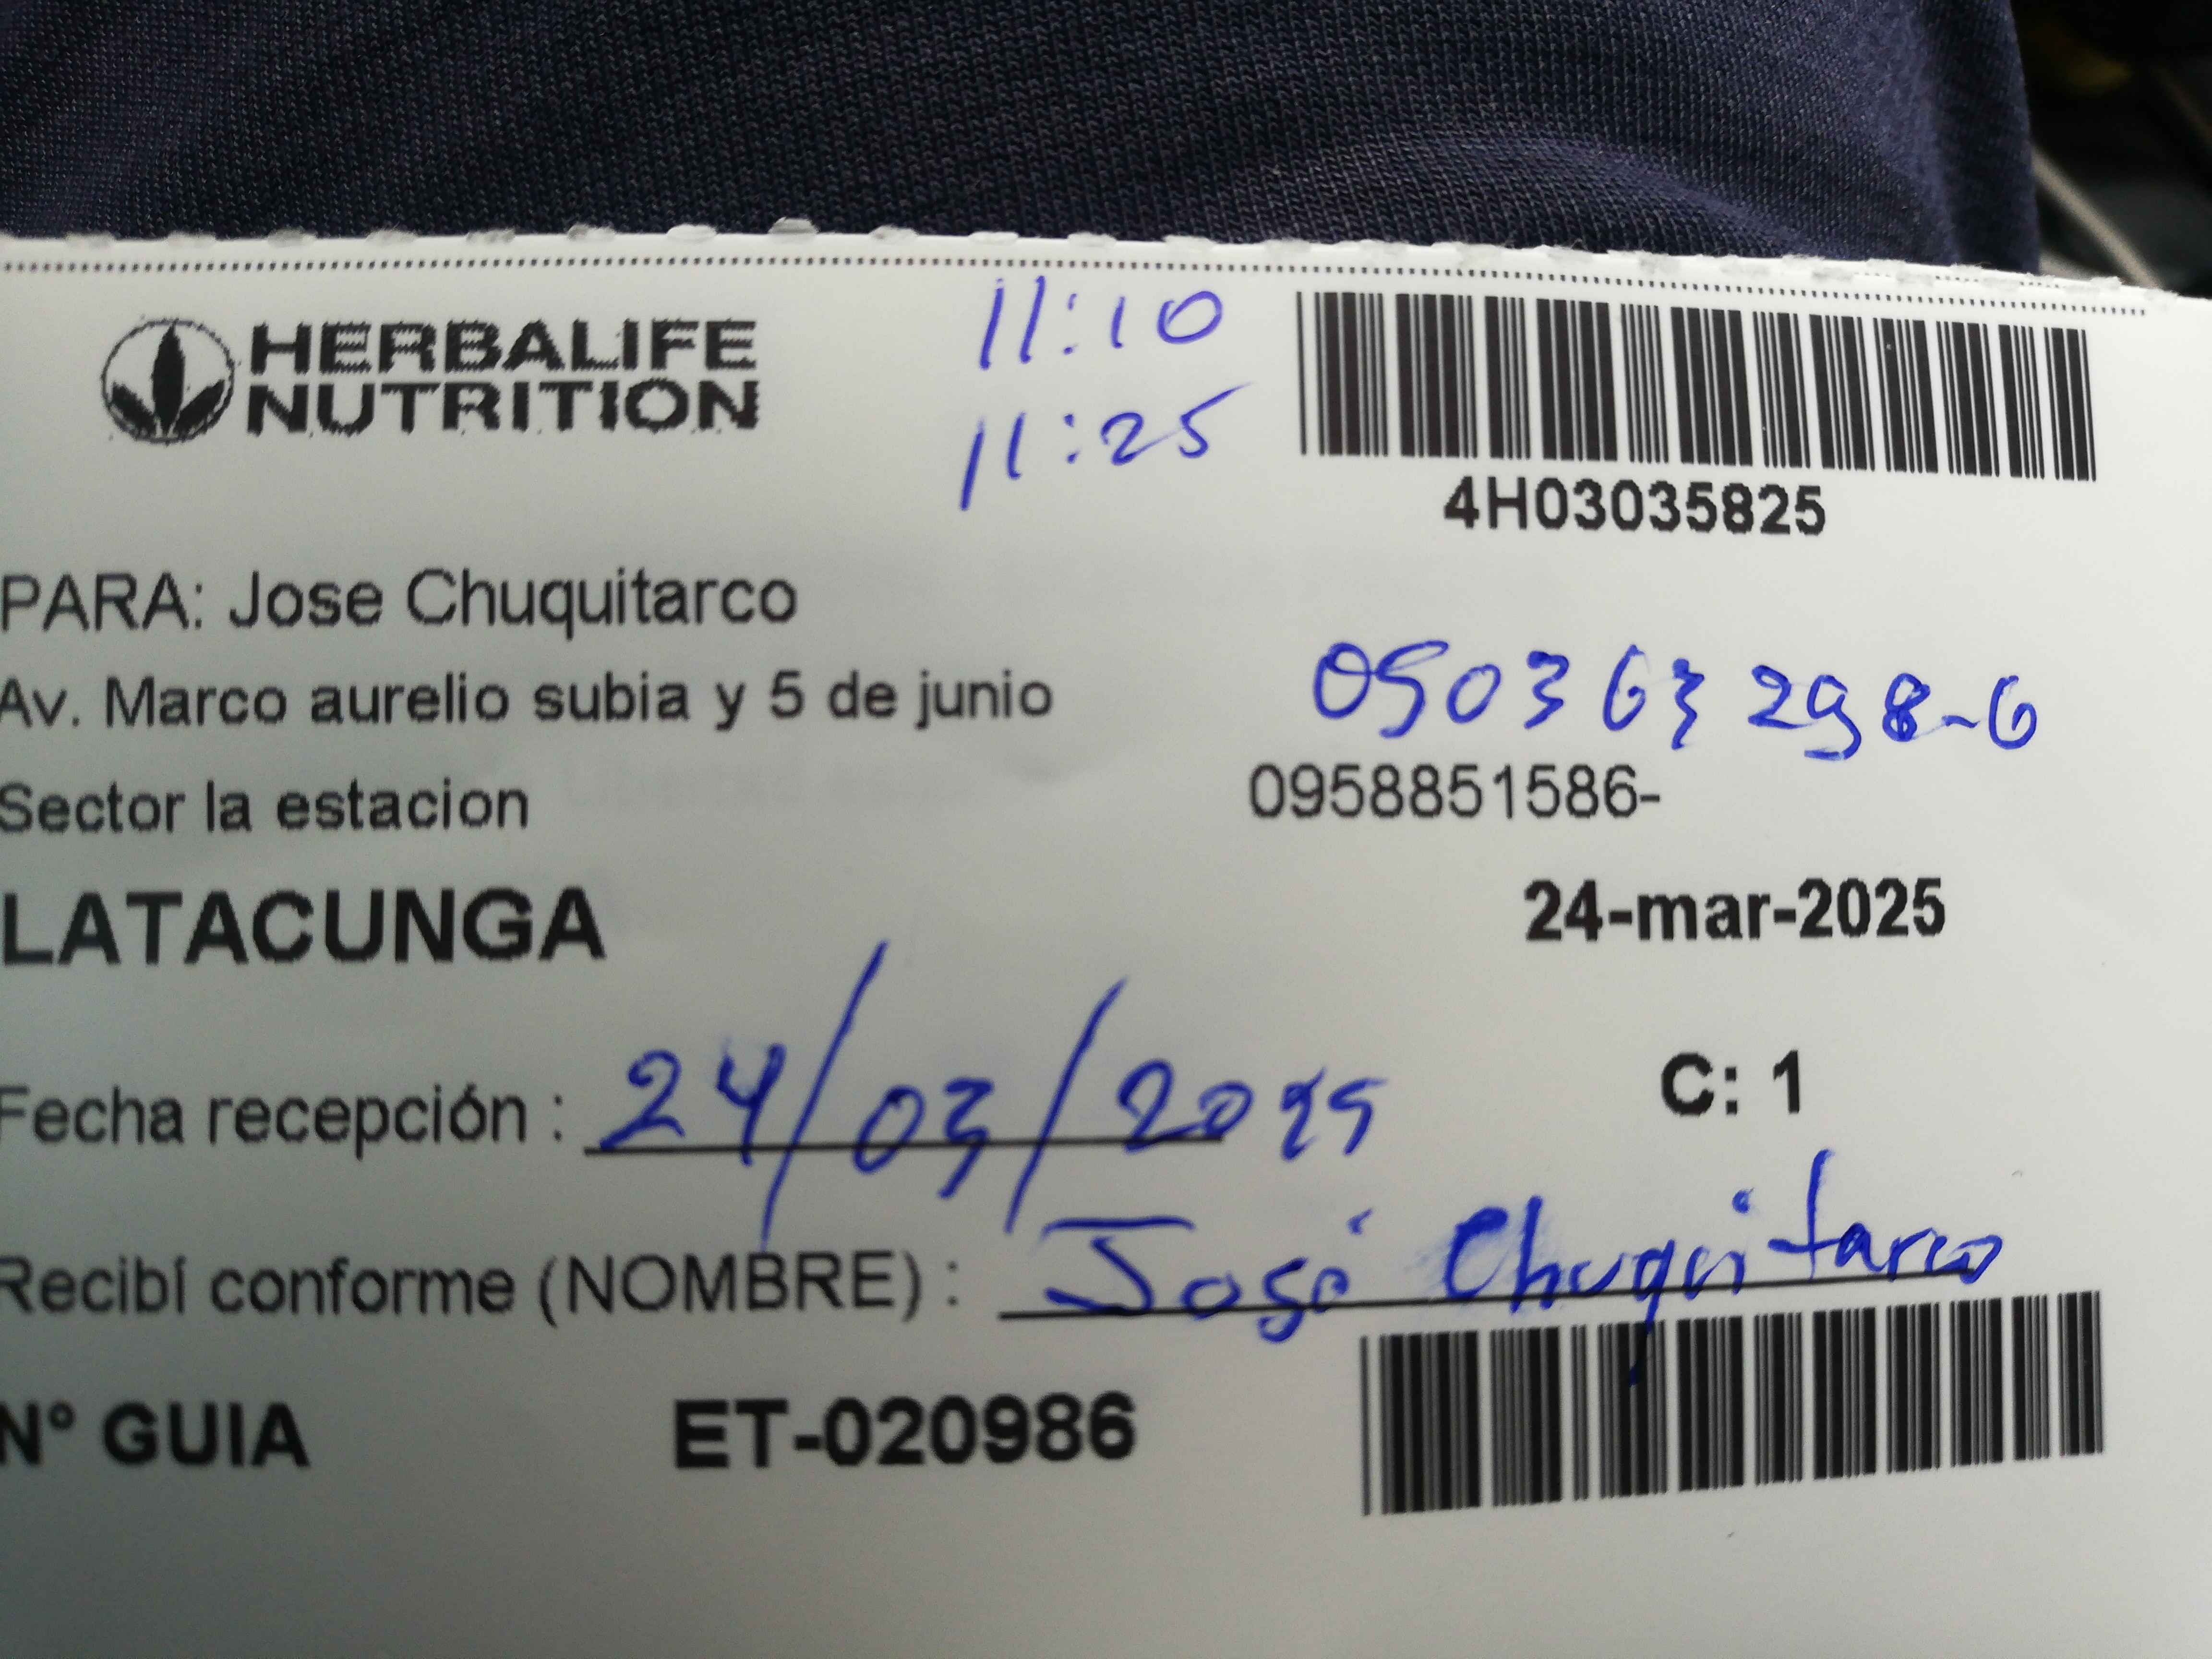 HERBALIFE
NUTRITION
11:10
11:25
4H03035825
PARA: Jose Chuquitarco
Av. Marco aurelio subia y 5 de junio
050363298-6
Sector la estacion
0958851586-
LATACUNGA
24-mar-2025
Fecha recepción : 24/03/2025
C: 1
Recibí conforme (NOMBRE) : José Chuquitarco
N° GUIA ET-020986